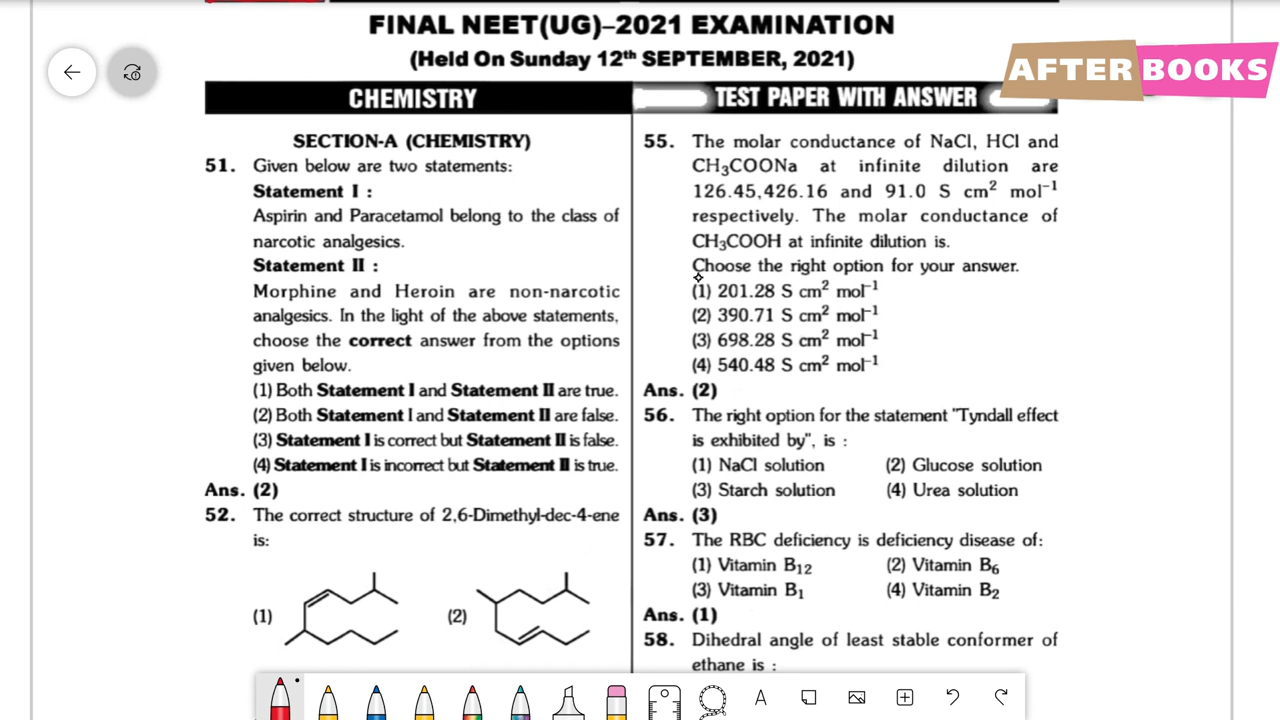 FINAL NEET(UG)–2021 EXAMINATION
(Held On Sunday 12th SEPTEMBER, 2021)
AFTERBOOKS
CHEMISTRY
TEST PAPER WITH ANSWER
SECTION-A (CHEMISTRY)
51. Given below are two statements:
Statement I :
Aspirin and Paracetamol belong to the class of
narcotic analgesics.
Statement II :
Morphine and Heroin are non-narcotic
analgesics. In the light of the above statements,
choose the correct answer from the options
given below.
(1) Both Statement I and Statement II are true.
(2) Both Statement I and Statement II are false.
(3) Statement I is correct but Statement II is false.
(4) Statement I is incorrect but Statement II is true.
Ans. (2)
52. The correct structure of 2,6-Dimethyl-dec-4-ene
is:
(1) (2)
55. The molar conductance of NaCl, HCl and
CH₃COONa at infinite dilution are
126.45,426.16 and 91.0 S cm² mol⁻¹
respectively. The molar conductance of
CH₃COOH at infinite dilution is.
Choose the right option for your answer.
(1) 201.28 S cm² mol⁻¹
(2) 390.71 S cm² mol⁻¹
(3) 698.28 S cm² mol⁻¹
(4) 540.48 S cm² mol⁻¹
Ans. (2)
56. The right option for the statement "Tyndall effect
is exhibited by", is :
(1) NaCl solution (2) Glucose solution
(3) Starch solution (4) Urea solution
Ans. (3)
57. The RBC deficiency is deficiency disease of:
(1) Vitamin B₁₂ (2) Vitamin B₆
(3) Vitamin B₁ (4) Vitamin B₂
Ans. (1)
58. Dihedral angle of least stable conformer of
ethane is :
A